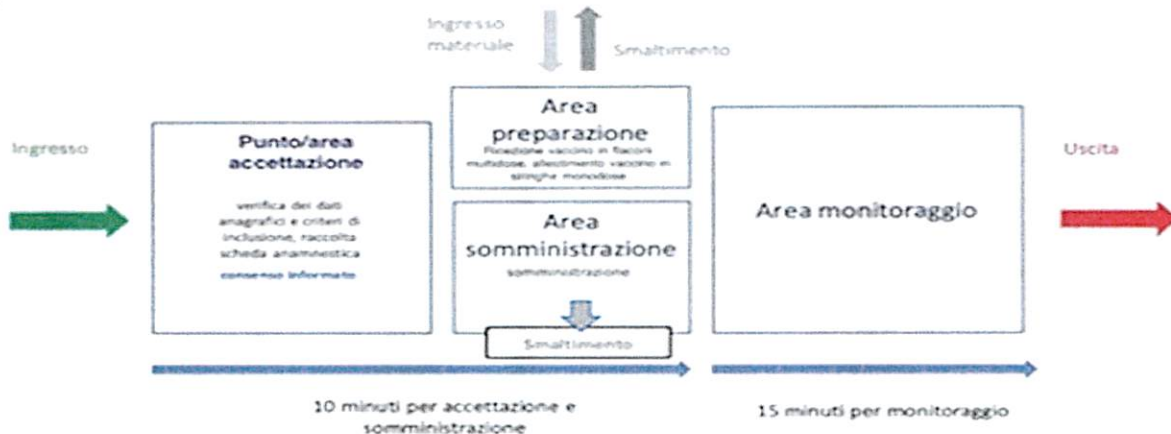 Ingresso
materiale
Smaltimento
Ingresso
Punto/area
accettazione
verifica dei dati
anagrafici e criteri di
inclusione, raccolta
scheda anamnestica
consenso informato
Area
preparazione
Ricezione vaccino in flaconi
multidose, allestimento vaccino in
siringhe monodose
Area
somministrazione
somministrazione
Smaltimento
Area monitoraggio
Uscita
10 minuti per accettazione e
somministrazione
15 minuti per monitoraggio